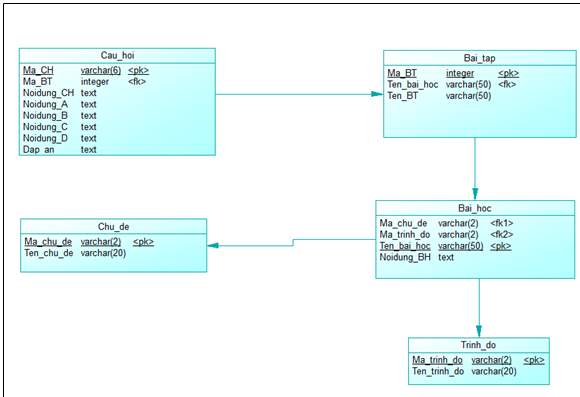 Cau_hoi
Ma_CH varchar(6) <pk>
Ma_BT integer <fk>
Noidung_CH text
Noidung_A text
Noidung_B text
Noidung_C text
Noidung_D text
Dap_an text
Bai_tap
Ma_BT integer <pk>
Ten_bai_hoc varchar(50) <fk>
Ten_BT varchar(50)
Bai_hoc
Ma_chu_de varchar(2) <fk1>
Ma_trinh_do varchar(2) <fk2>
Ten_bai_hoc varchar(50) <pk>
Noidung_BH text
Chu_de
Ma_chu_de varchar(2) <pk>
Ten_chu_de varchar(20)
Trinh_do
Ma_trinh_do varchar(2) <pk>
Ten_trinh_do varchar(20)